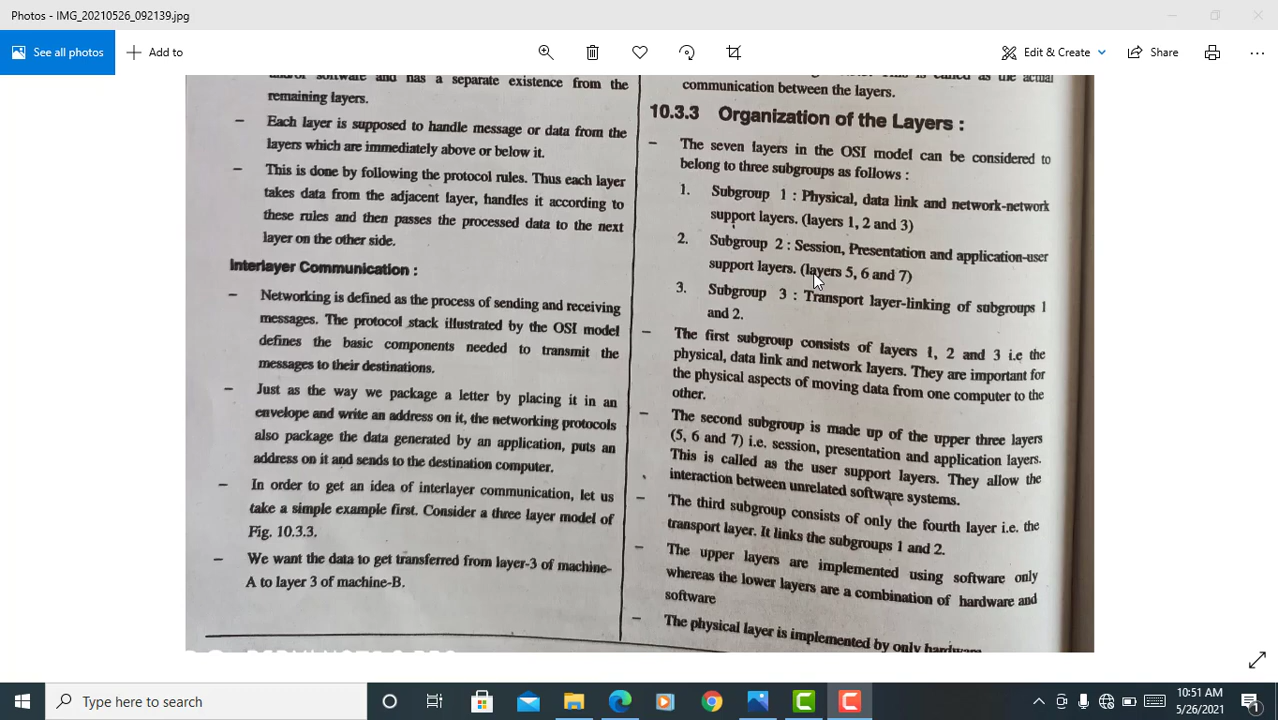 Photos - IMG_20210526_092139.jpg
See all photos
Add to
Edit & Create
Share
and/or software and has a separate existence from the
remaining layers.
- Each layer is supposed to handle message or data from the
layers which are immediately above or below it.
- This is done by following the protocol rules. Thus each layer
takes data from the adjacent layer, handles it according to
these rules and then passes the processed data to the next
layer on the other side.
Interlayer Communication :
- Networking is defined as the process of sending and receiving
messages. The protocol stack illustrated by the OSI model
defines the basic components needed to transmit the
messages to their destinations.
- Just as the way we package a letter by placing it in an
envelope and write an address on it, the networking protocols
also package the data generated by an application, puts an
address on it and sends to the destination computer.
- In order to get an idea of interlayer communication, let us
take a simple example first. Consider a three layer model of
Fig. 10.3.3.
- We want the data to get transferred from layer-3 of machine-
A to layer 3 of machine-B.
is called as the actual
communication between the layers.
10.3.3 Organization of the Layers :
- The seven layers in the OSI model can be considered to
belong to three subgroups as follows :
1. Subgroup 1 : Physical, data link and network-network
support layers. (layers 1, 2 and 3)
2. Subgroup 2 : Session, Presentation and application-user
support layers. (layers 5, 6 and 7)
3. Subgroup 3 : Transport layer-linking of subgroups 1
and 2.
- The first subgroup consists of layers 1, 2 and 3 i.e the
physical, data link and network layers. They are important for
the physical aspects of moving data from one computer to the
other.
- The second subgroup is made up of the upper three layers
(5, 6 and 7) i.e. session, presentation and application layers.
This is called as the user support layers. They allow the
interaction between unrelated software systems.
- The third subgroup consists of only the fourth layer i.e. the
transport layer. It links the subgroups 1 and 2.
- The upper layers are implemented using software only
whereas the lower layers are a combination of hardware and
software
- The physical layer is implemented by only hardware
Type here to search
10:51 AM
5/26/2021